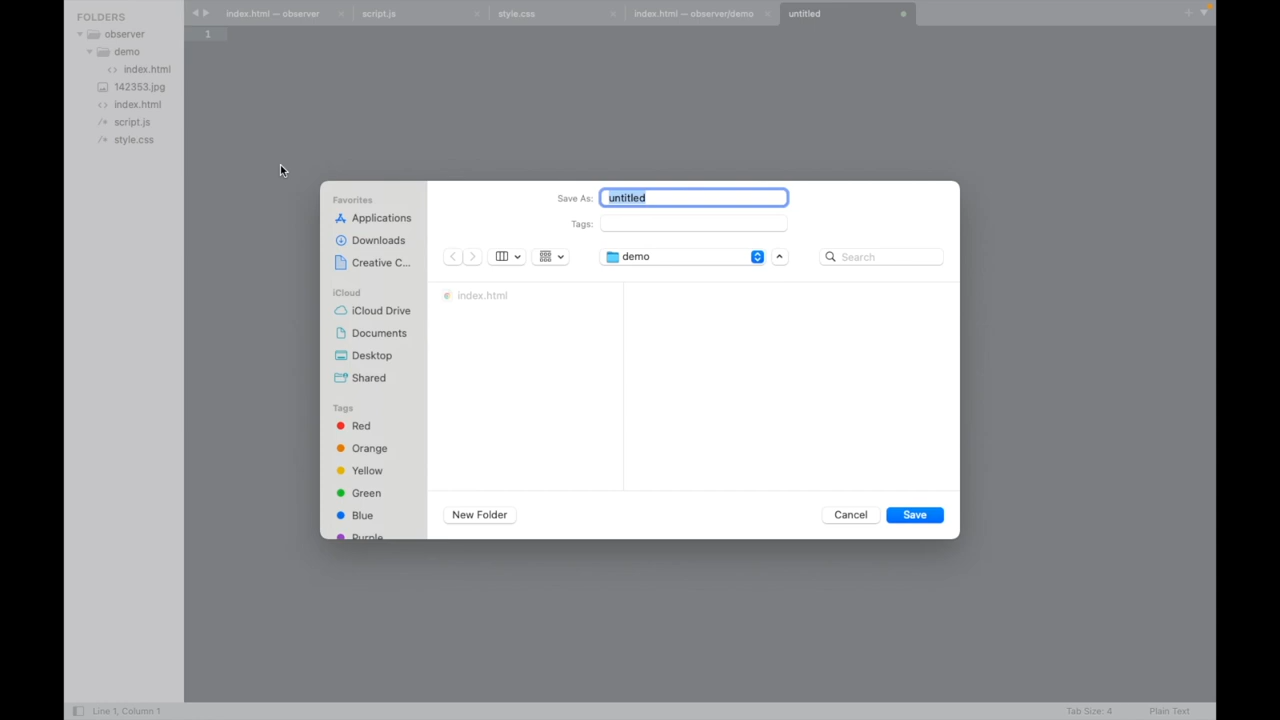 FOLDERS
observer
demo
index.html
142353.jpg
index.html
script.js
style.css
index.html — observer
script.js
style.css
index.html — observer/demo
untitled
1
Favorites
Applications
Downloads
Creative C...
iCloud
iCloud Drive
Documents
Desktop
Shared
Tags
Red
Orange
Yellow
Green
Blue
Purple
Save As: untitled
Tags:
demo
Search
index.html
New Folder
Cancel
Save
Line 1, Column 1
Tab Size: 4
Plain Text